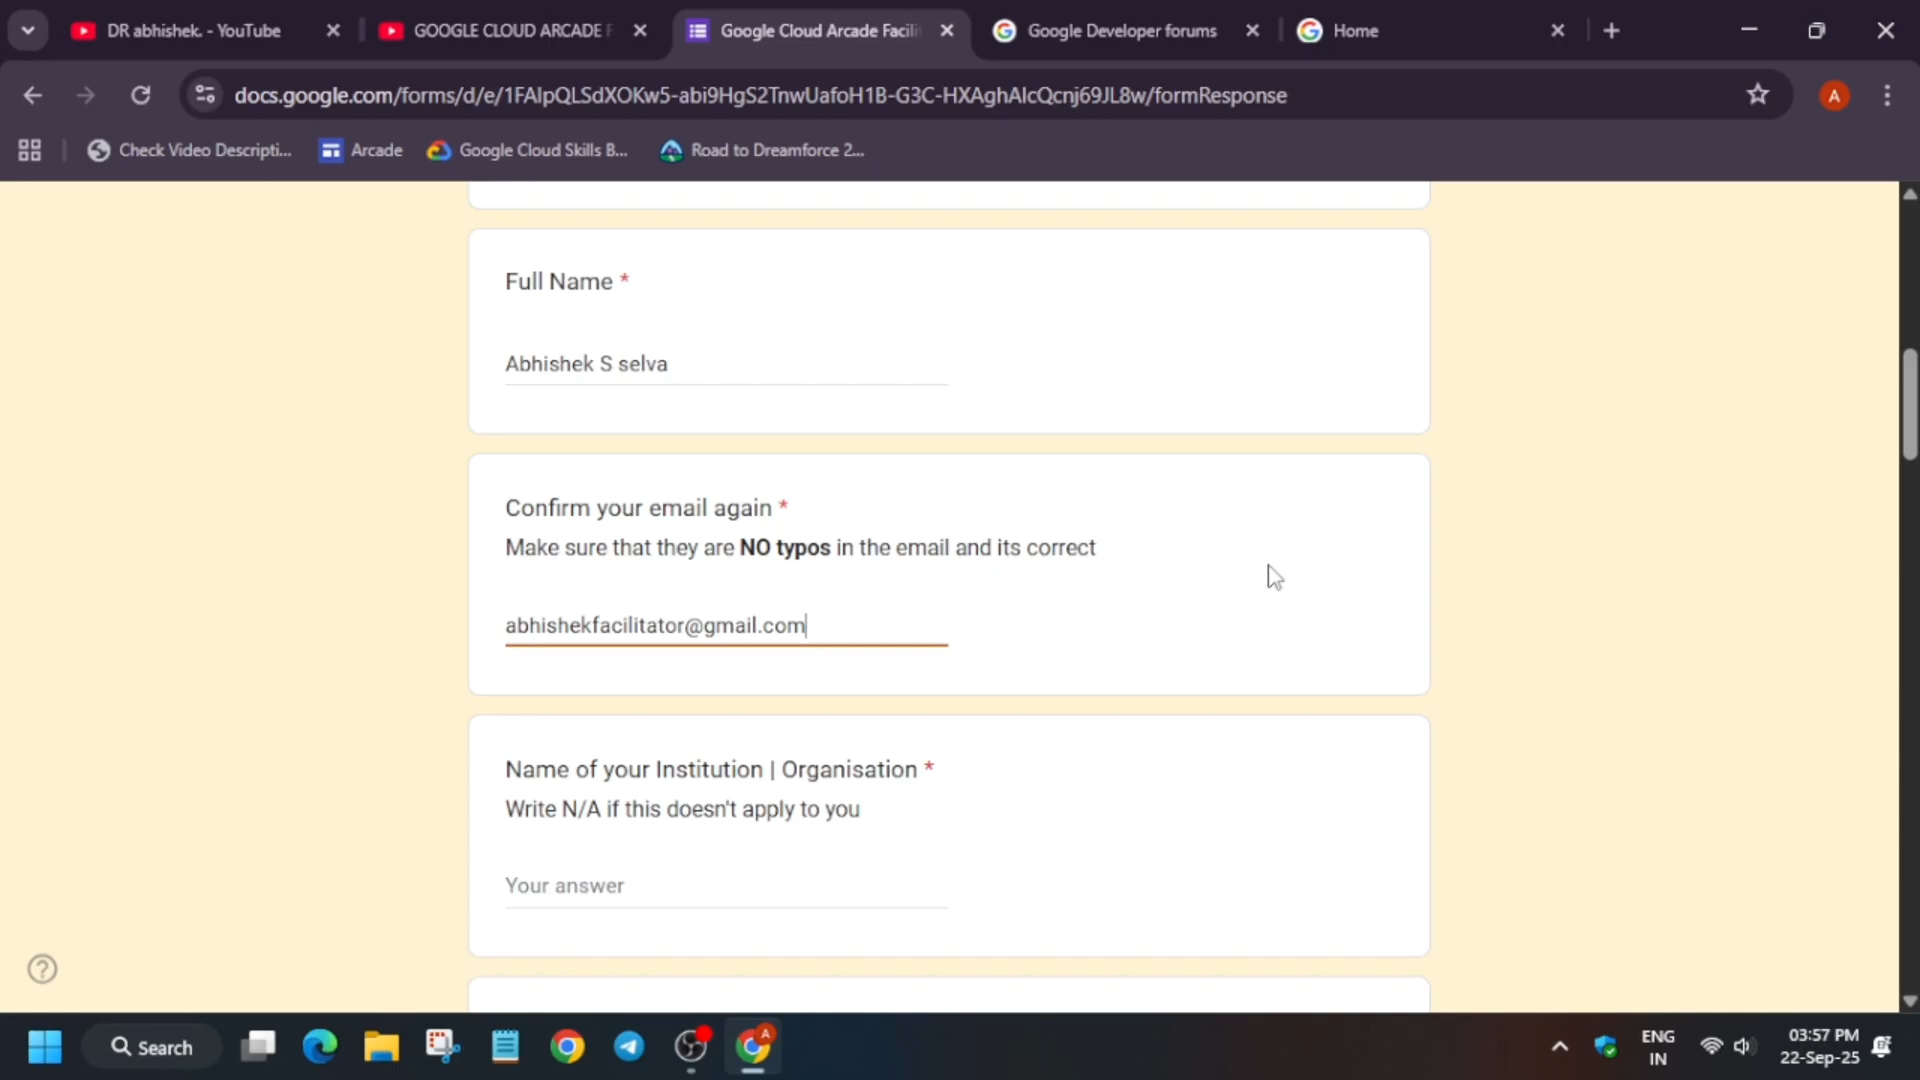 DR abhishek. - YouTube
GOOGLE CLOUD ARCADE F
Google Cloud Arcade Facili
Google Developer forums
Home
docs.google.com/forms/d/e/1FAIpQLSdXOKw5-abi9HgS2TnwUafoH1B-G3C-HXAghAIcQcnj69JL8w/formResponse
A
Check Video Descripti...
Arcade
Google Cloud Skills B...
Road to Dreamforce 2...
Full Name *
Abhishek S selva
Confirm your email again *
Make sure that they are NO typos in the email and its correct
abhishekfacilitator@gmail.com
Name of your Institution | Organisation *
Write N/A if this doesn't apply to you
Your answer
Search
A
ENG
IN
03:57 PM
22-Sep-25